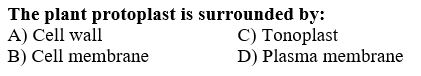 The plant protoplast is surrounded by:
A) Cell wall C) Tonoplast
B) Cell membrane D) Plasma membrane